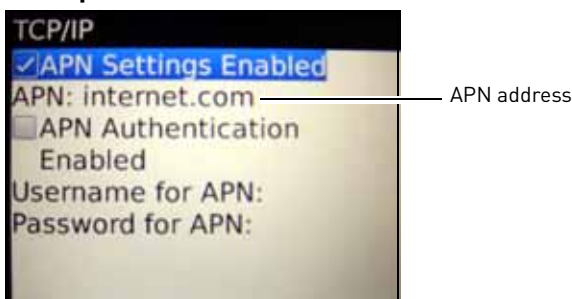 TCP/IP
APN Settings Enabled
APN: internet.com
APN address
APN Authentication
Enabled
Username for APN:
Password for APN: